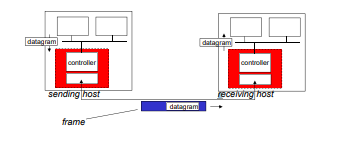 datagram
datagram
controller
controller
sending host
receiving host
datagram
frame